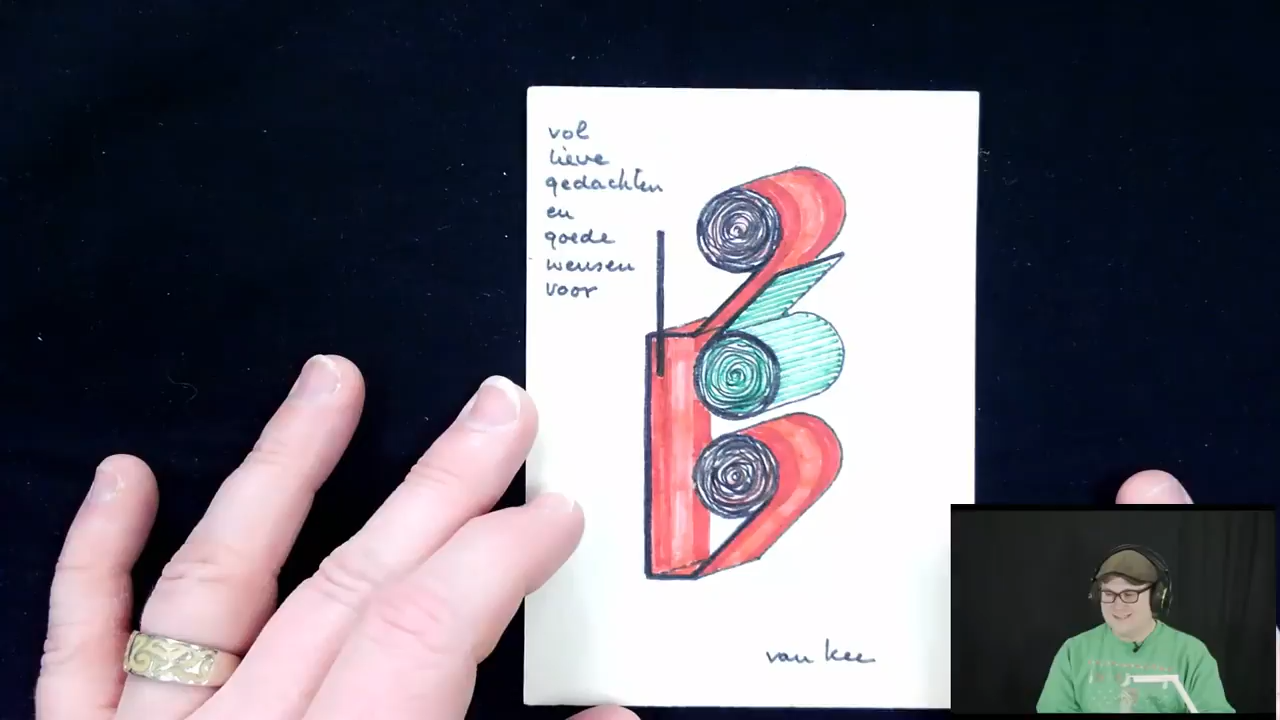 vol
lieve
gedachten
en
goede
wensen
voor
van Kee